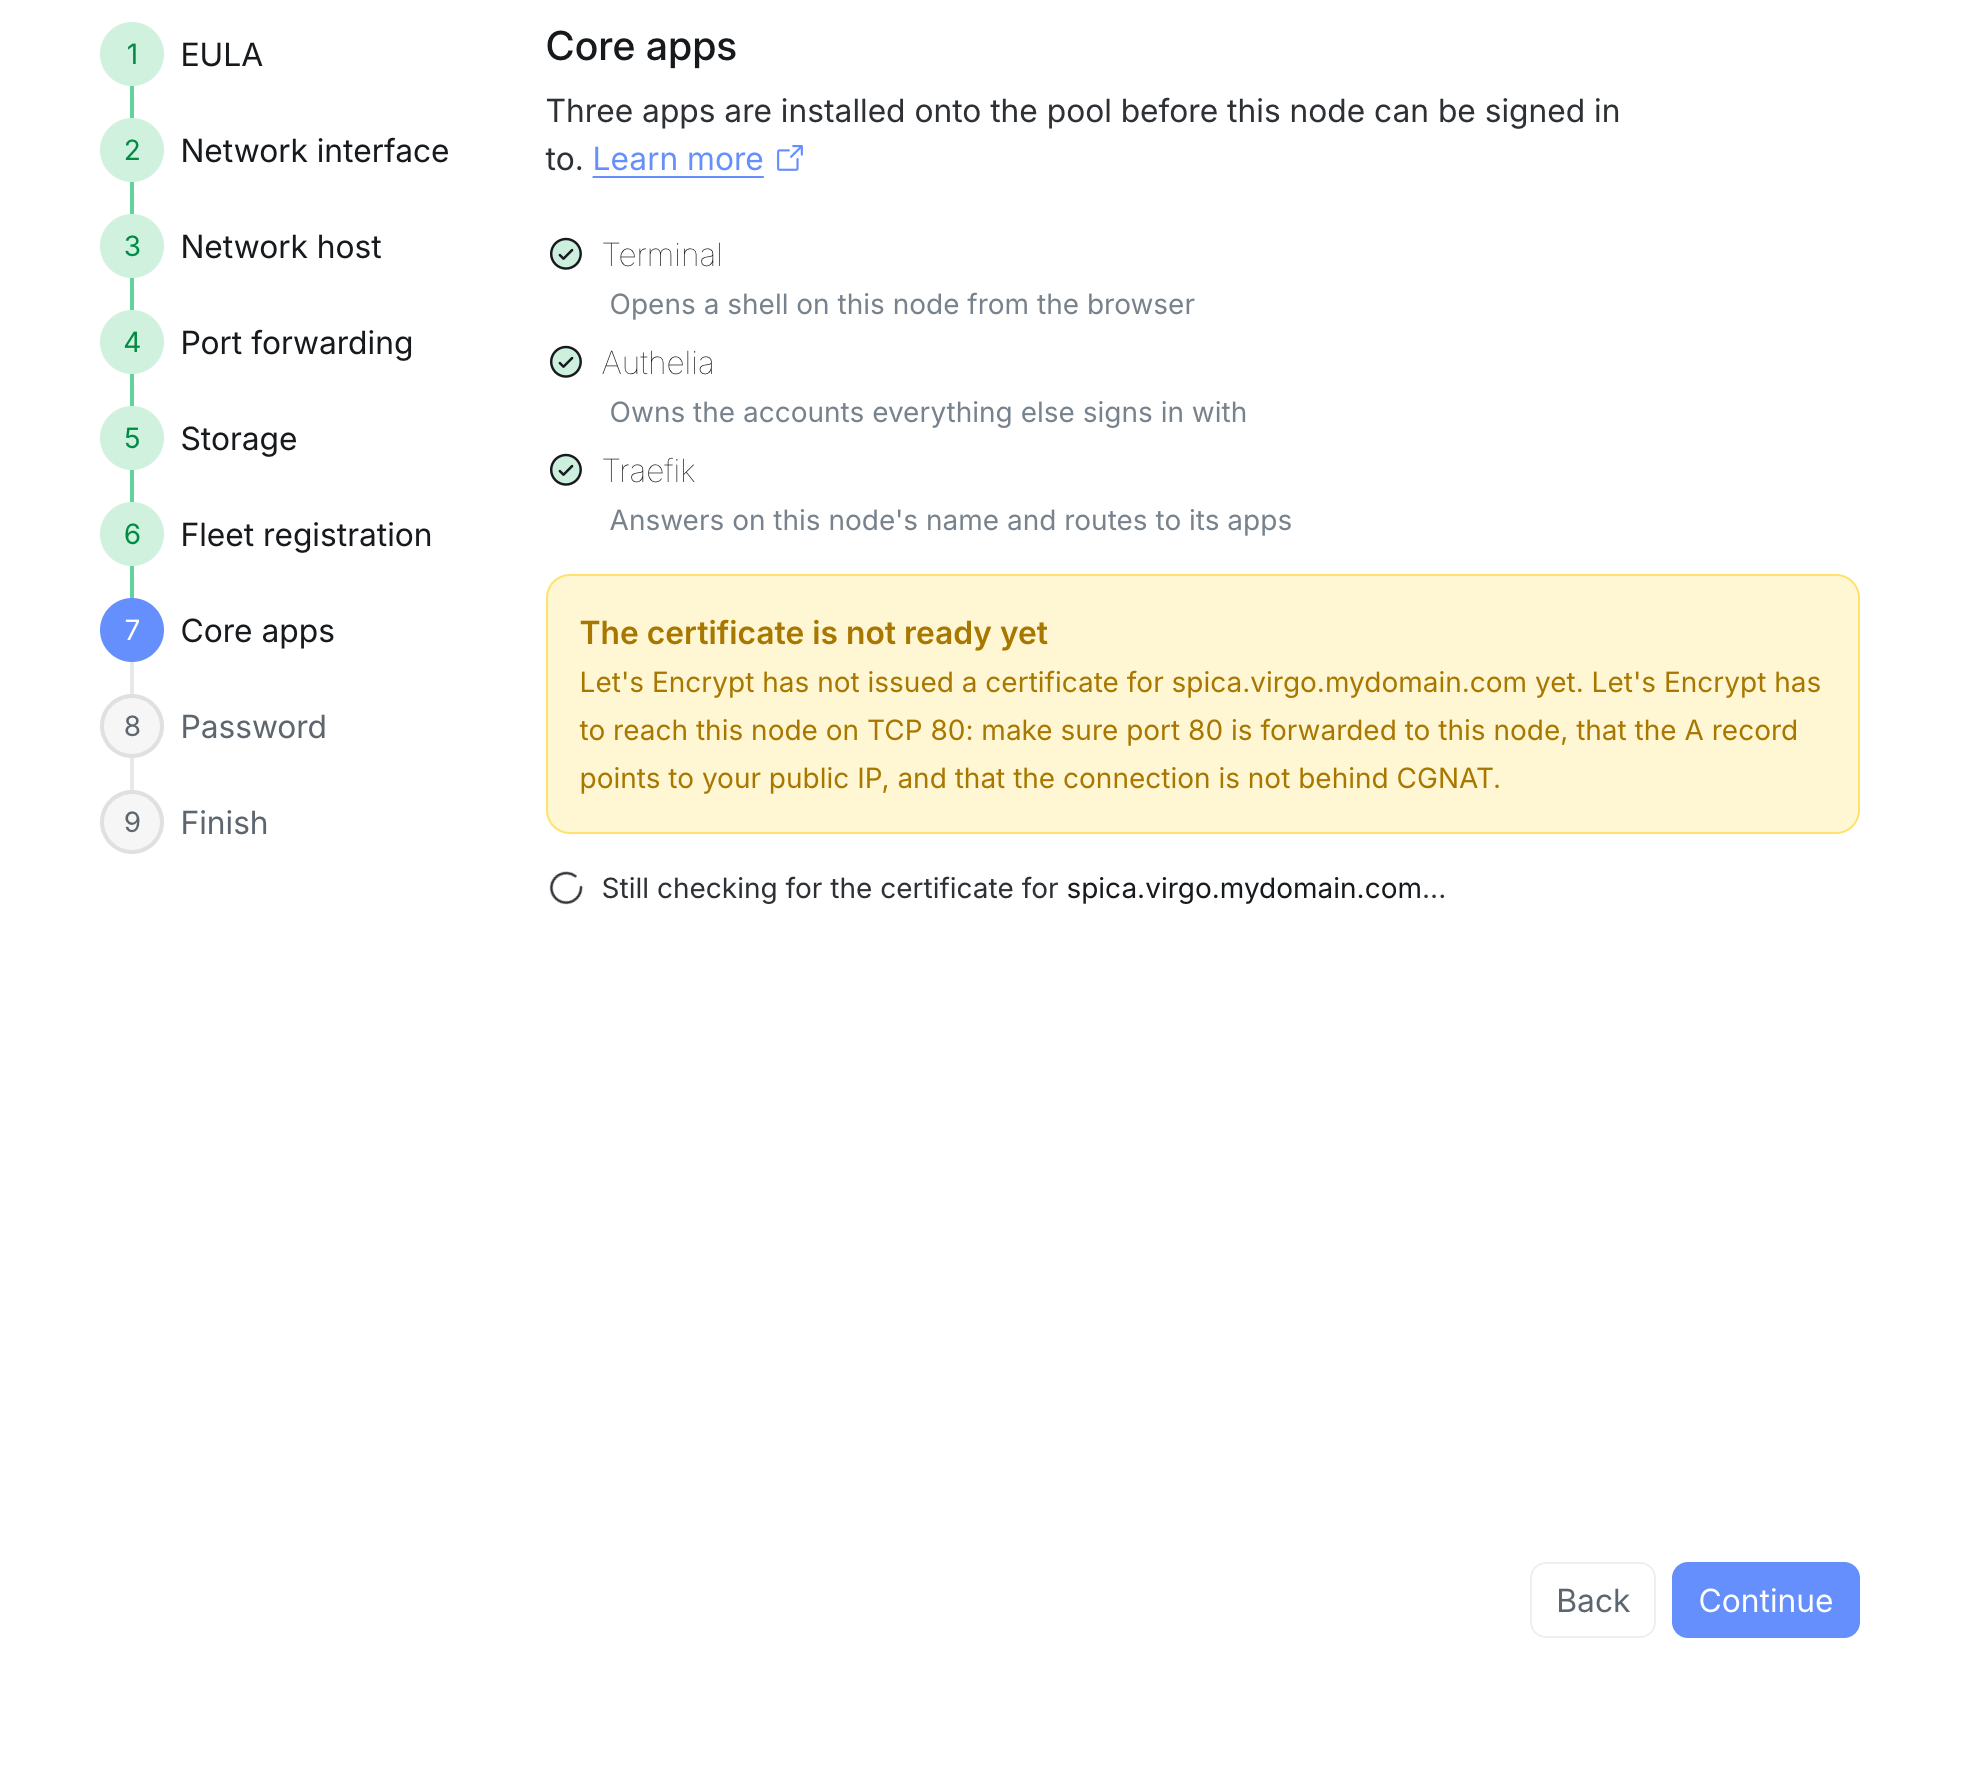 1 EULA
2 Network interface
3 Network host
4 Port forwarding
5 Storage
6 Fleet registration
7 Core apps
8 Password
9 Finish
Core apps
Three apps are installed onto the pool before this node can be signed in
to. Learn more
Terminal
Opens a shell on this node from the browser
Authelia
Owns the accounts everything else signs in with
Traefik
Answers on this node's name and routes to its apps
The certificate is not ready yet
Let's Encrypt has not issued a certificate for spica.virgo.mydomain.com yet. Let's Encrypt has
to reach this node on TCP 80: make sure port 80 is forwarded to this node, that the A record
points to your public IP, and that the connection is not behind CGNAT.
Still checking for the certificate for spica.virgo.mydomain.com...
Back
Continue